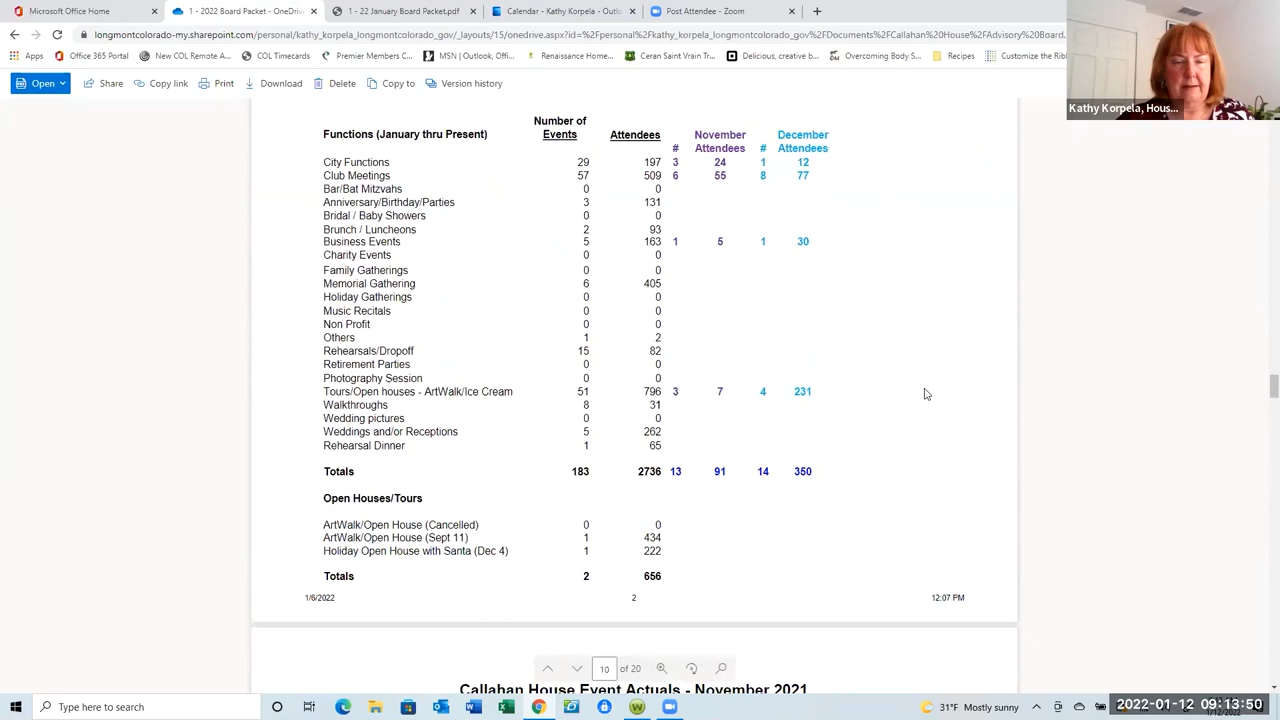 Microsoft Office Home
1 - 2022 Board Packet - OneDriv
1 - 22 January Board Packet.pdf
Calendar - Kathy Korpela - Outlo
Post Attendee - Zoom
longmontcolorado-my.sharepoint.com/personal/kathy_korpela_longmontcolorado_gov/_layouts/15/onedrive.aspx?id=%2Fpersonal%2Fkathy_korpela_longmontcolorado_gov%2FDocuments%2FCallahan%20House%2FAdvisory%20Board.
Apps
Office 365 Portal
New COL Remote A...
COL Timecards
Premier Members C...
MSN | Outlook, Offi...
Renaissance Home...
Ceran Saint Vrain Tr...
Delicious, creative b...
Overcoming Body S...
Recipes
Customize the Rib
Kathy Korpela, Hous...
Open
Share
Copy link
Print
Download
Delete
Copy to
Version history
Functions (January thru Present) Number of Events Attendees # November Attendees # December Attendees
City Functions 29 197 3 24 1 12
Club Meetings 57 509 6 55 8 77
Bar/Bat Mitzvahs 0 0
Anniversary/Birthday/Parties 3 131
Bridal / Baby Showers 0 0
Brunch / Luncheons 2 93
Business Events 5 163 1 5 1 30
Charity Events 0 0
Family Gatherings 0 0
Memorial Gathering 6 405
Holiday Gatherings 0 0
Music Recitals 0 0
Non Profit 0 0
Others 1 2
Rehearsals/Dropoff 15 82
Retirement Parties 0 0
Photography Session 0 0
Tours/Open houses - ArtWalk/Ice Cream 51 796 3 7 4 231
Walkthroughs 8 31
Wedding pictures 0 0
Weddings and/or Receptions 5 262
Rehearsal Dinner 1 65
Totals 183 2736 13 91 14 350
Open Houses/Tours
ArtWalk/Open House (Cancelled) 0 0
ArtWalk/Open House (Sept 11) 1 434
Holiday Open House with Santa (Dec 4) 1 222
Totals 2 656
1/6/2022 2 12:07 PM
10 of 20
Callahan House Event Actuals - November 2021
Type here to search
31°F Mostly sunny
2022-01-12 09:13:50